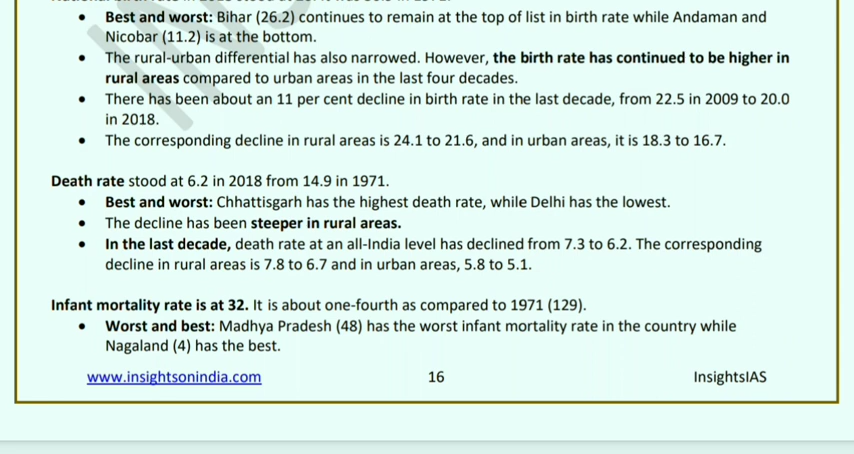 • Best and worst: Bihar (26.2) continues to remain at the top of list in birth rate while Andaman and
Nicobar (11.2) is at the bottom.
• The rural-urban differential has also narrowed. However, the birth rate has continued to be higher in
rural areas compared to urban areas in the last four decades.
• There has been about an 11 per cent decline in birth rate in the last decade, from 22.5 in 2009 to 20.0
in 2018.
• The corresponding decline in rural areas is 24.1 to 21.6, and in urban areas, it is 18.3 to 16.7.
Death rate stood at 6.2 in 2018 from 14.9 in 1971.
• Best and worst: Chhattisgarh has the highest death rate, while Delhi has the lowest.
• The decline has been steeper in rural areas.
• In the last decade, death rate at an all-India level has declined from 7.3 to 6.2. The corresponding
decline in rural areas is 7.8 to 6.7 and in urban areas, 5.8 to 5.1.
Infant mortality rate is at 32. It is about one-fourth as compared to 1971 (129).
• Worst and best: Madhya Pradesh (48) has the worst infant mortality rate in the country while
Nagaland (4) has the best.
www.insightsonindia.com 16 InsightsIAS